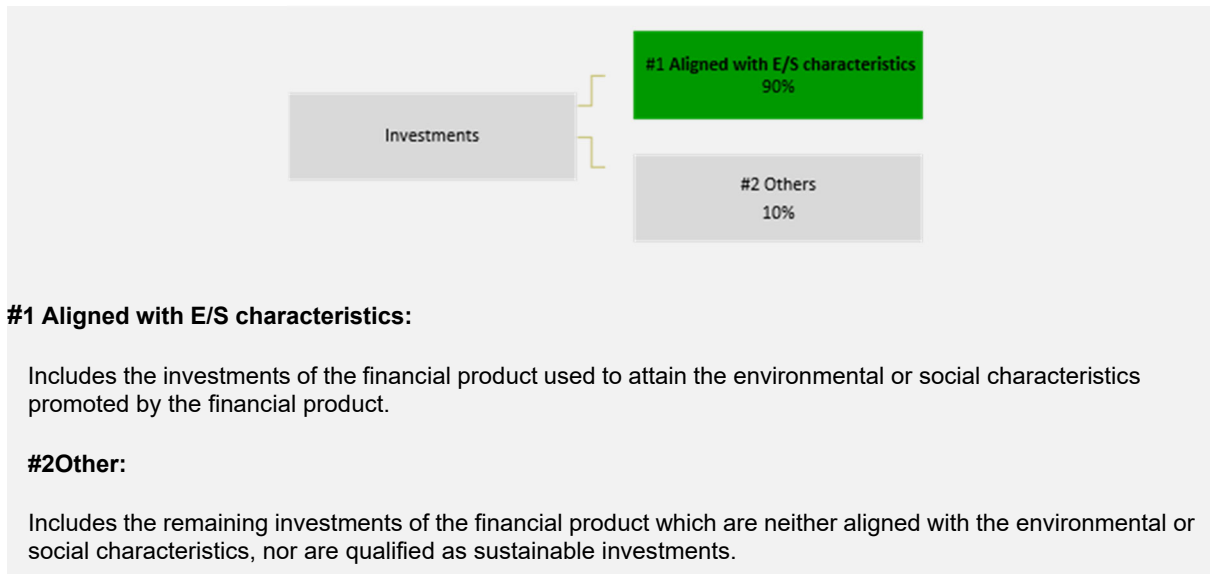 #1 Aligned with E/S characteristics
90%
Investments
#2 Others
10%
#1 Aligned with E/S characteristics:
Includes the investments of the financial product used to attain the environmental or social characteristics
promoted by the financial product.
#2Other:
Includes the remaining investments of the financial product which are neither aligned with the environmental or
social characteristics, nor are qualified as sustainable investments.